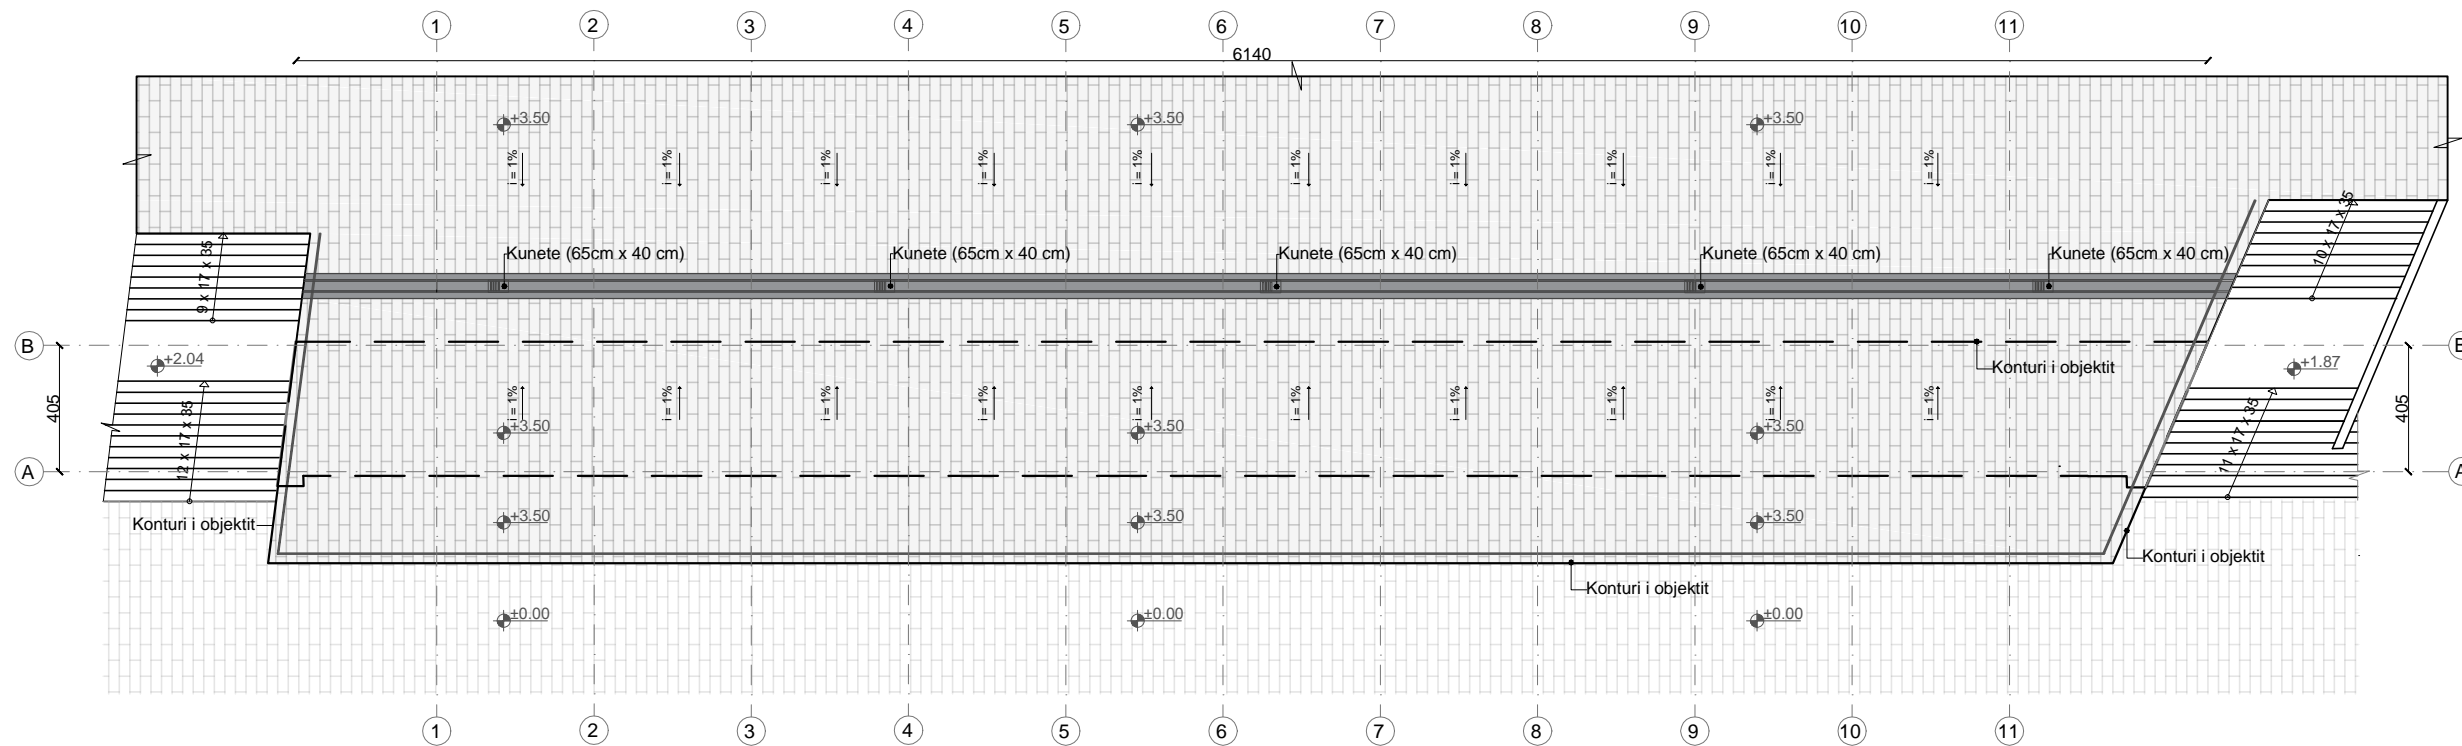 1 2 3 4 5 6 7 8 9 10 11
6140
+3.50 +3.50 +3.50
i = 1% i = 1% i = 1% i = 1% i = 1% i = 1% i = 1% i = 1% i = 1% i = 1%
9 x 17 x 35
10 x 17 x 35
Kunete (65cm x 40 cm) Kunete (65cm x 40 cm) Kunete (65cm x 40 cm) Kunete (65cm x 40 cm) Kunete (65cm x 40 cm)
B B
+2.04 +1.87
Konturi i objektit
405 405
i = 1% i = 1% i = 1% i = 1% i = 1% i = 1% i = 1% i = 1% i = 1% i = 1%
12 x 17 x 35
11 x 17 x 35
+3.50 +3.50 +3.50
A A
+3.50 +3.50 +3.50
Konturi i objektit
Konturi i objektit
Konturi i objektit
±0.00 ±0.00 ±0.00
1 2 3 4 5 6 7 8 9 10 11